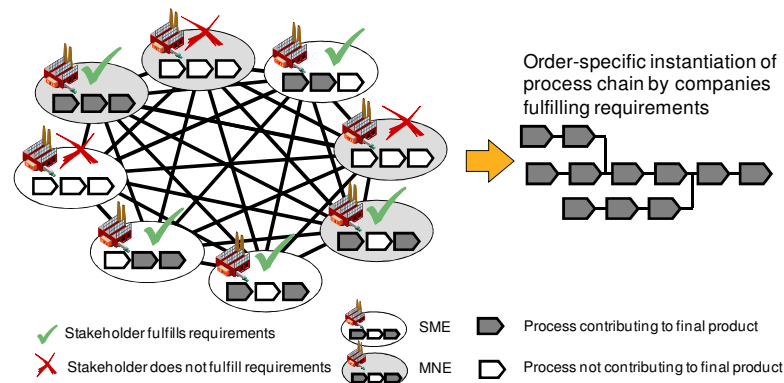 Order-specific instantiation of
process chain by companies
fulfilling requirements
Stakeholder fulfills requirements
SME
Process contributing to final product
Stakeholder does not fulfill requirements
MNE
Process not contributing to final product